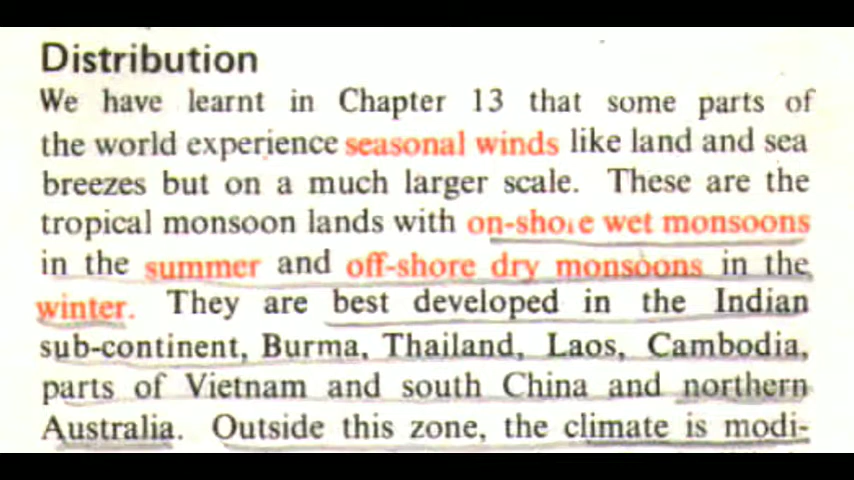 Distribution
We have learnt in Chapter 13 that some parts of
the world experience seasonal winds like land and sea
breezes but on a much larger scale. These are the
tropical monsoon lands with on-shore wet monsoons
in the summer and off-shore dry monsoons in the
winter. They are best developed in the Indian
sub-continent, Burma, Thailand, Laos, Cambodia,
parts of Vietnam and south China and northern
Australia. Outside this zone, the climate is modi-